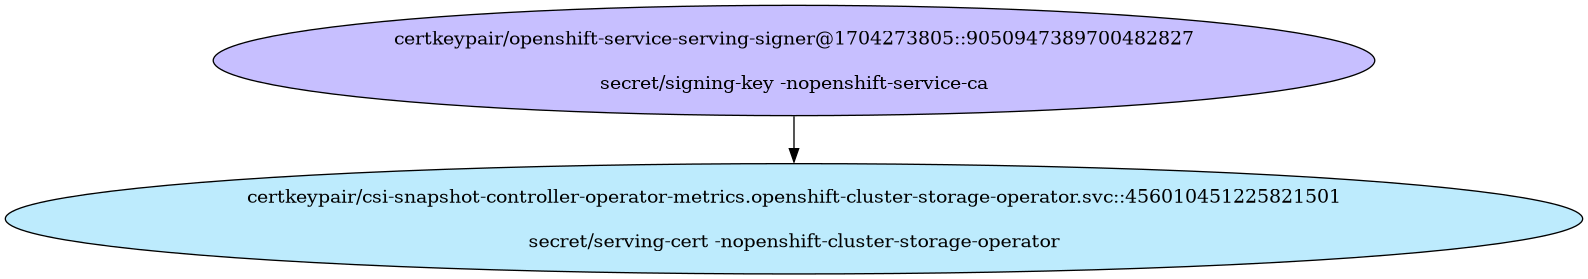 certkeypair/openshift-service-serving-signer@1704273805::9050947389700482827
secret/signing-key -nopenshift-service-ca
certkeypair/csi-snapshot-controller-operator-metrics.openshift-cluster-storage-operator.svc::456010451225821501
secret/serving-cert -nopenshift-cluster-storage-operator